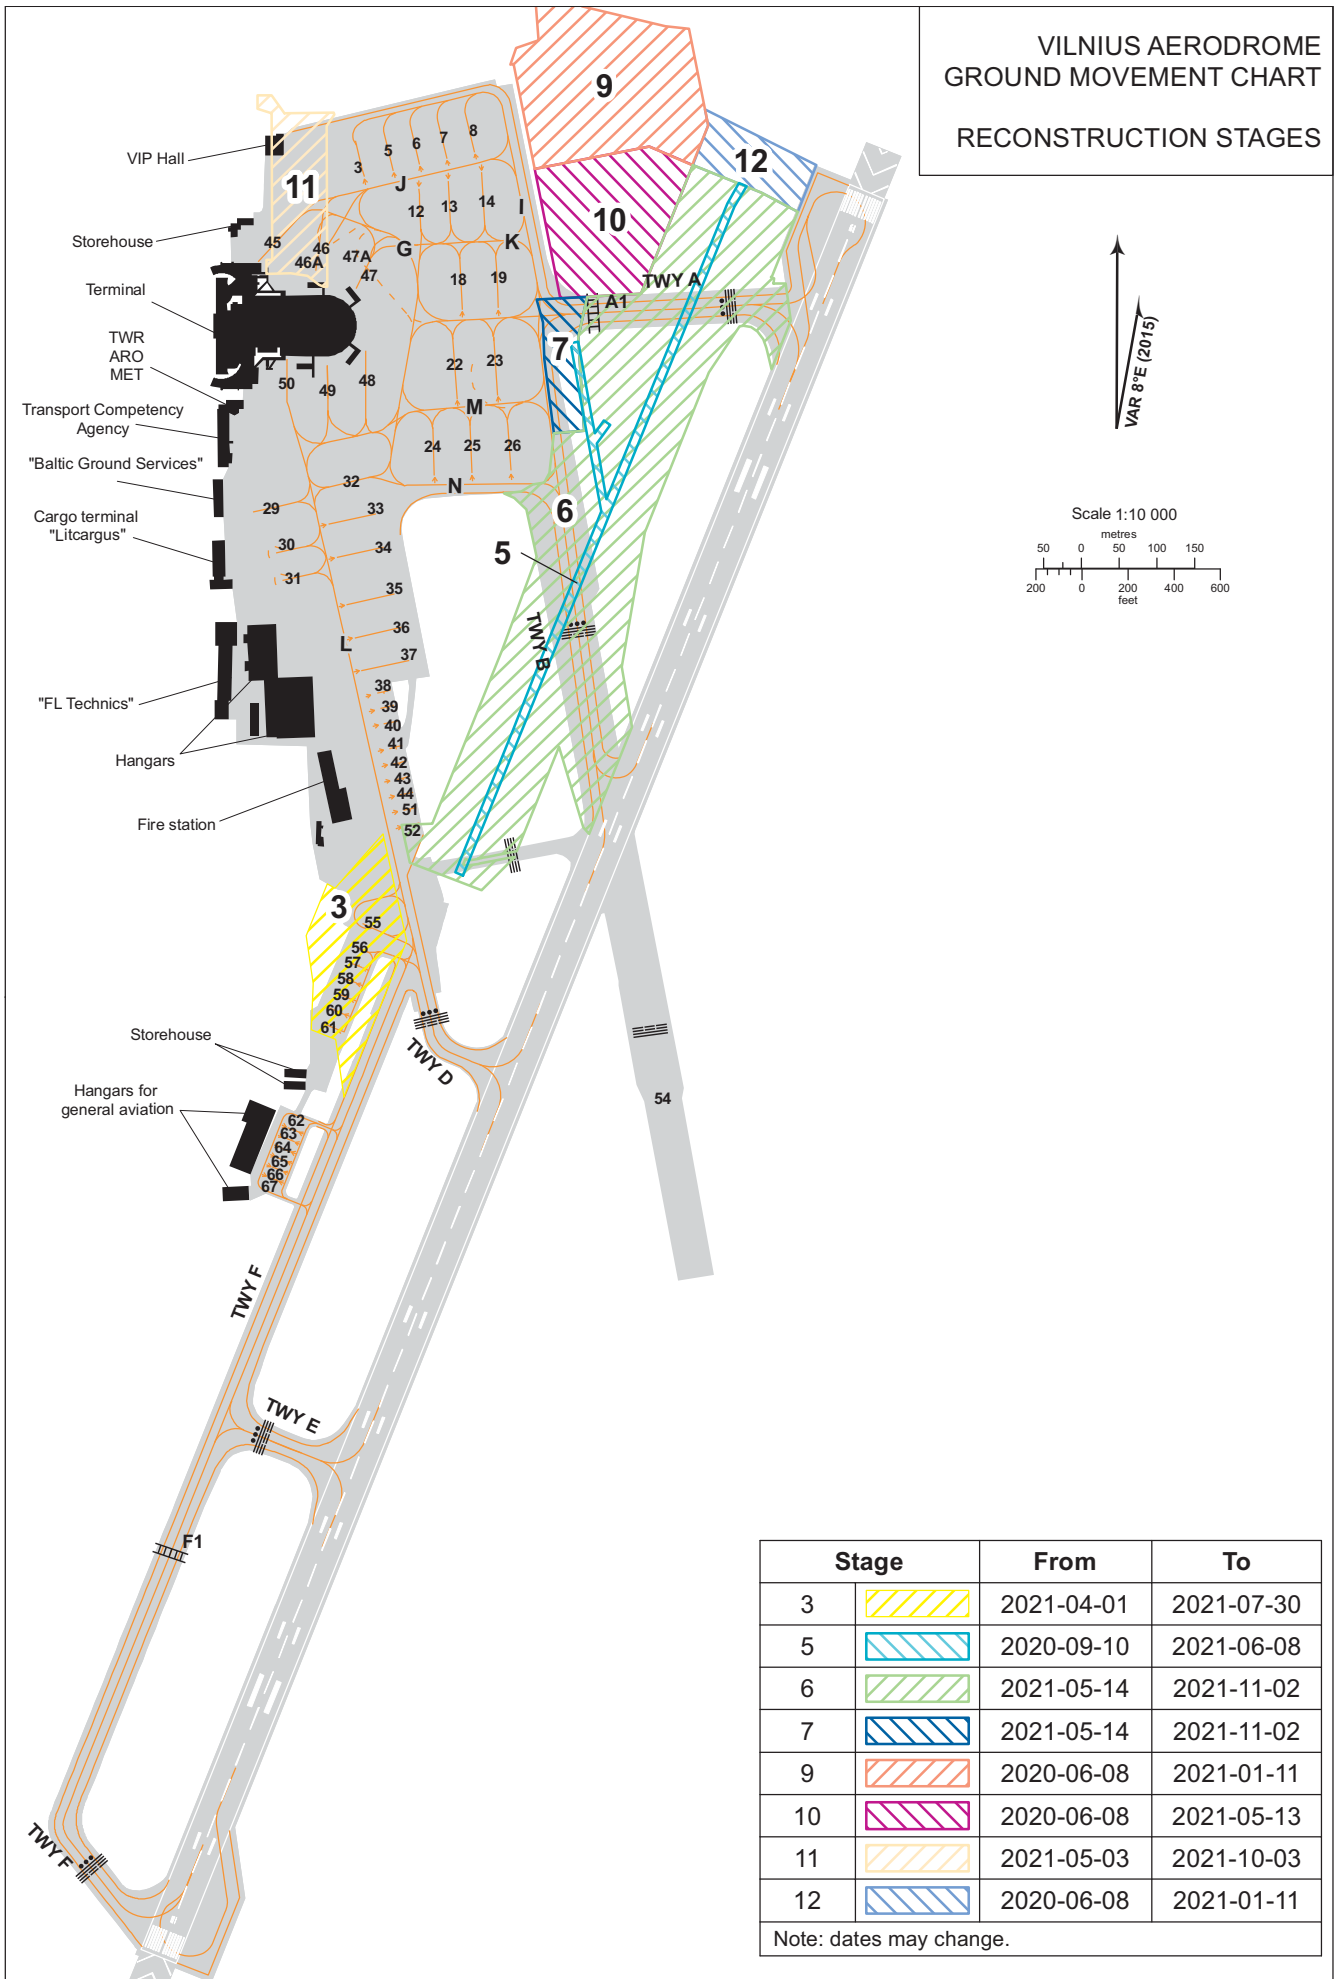 VILNIUS AERODROME
GROUND MOVEMENT CHART
RECONSTRUCTION STAGES
9
12
10
11
VIP Hall
Storehouse
Terminal
TWR
ARO
MET
Transport Competency
Agency
"Baltic Ground Services"
Cargo terminal
"Litcargus"
"FL Technics"
Hangars
Fire station
Storehouse
Hangars for
general aviation
3
5
6
7
8
J
12
13
14
I
45
46
46A
47A
47
G
K
18
19
TWY A
A1
7
22
23
50
49
48
M
24
25
26
32
N
29
33
6
30
34
5
31
35
36
TWY B
L
37
38
39
40
41
42
43
44
51
52
3
55
56
57
58
59
60
61
TWY D
54
62
63
64
65
66
67
TWY F
TWY E
F1
TWY F
VAR 8°E (2015)
Scale 1:10 000
metres
50 0 50 100 150
200 0 200 400 600
feet
Stage From To
3 2021-04-01 2021-07-30
5 2020-09-10 2021-06-08
6 2021-05-14 2021-11-02
7 2021-05-14 2021-11-02
9 2020-06-08 2021-01-11
10 2020-06-08 2021-05-13
11 2021-05-03 2021-10-03
12 2020-06-08 2021-01-11
Note: dates may change.